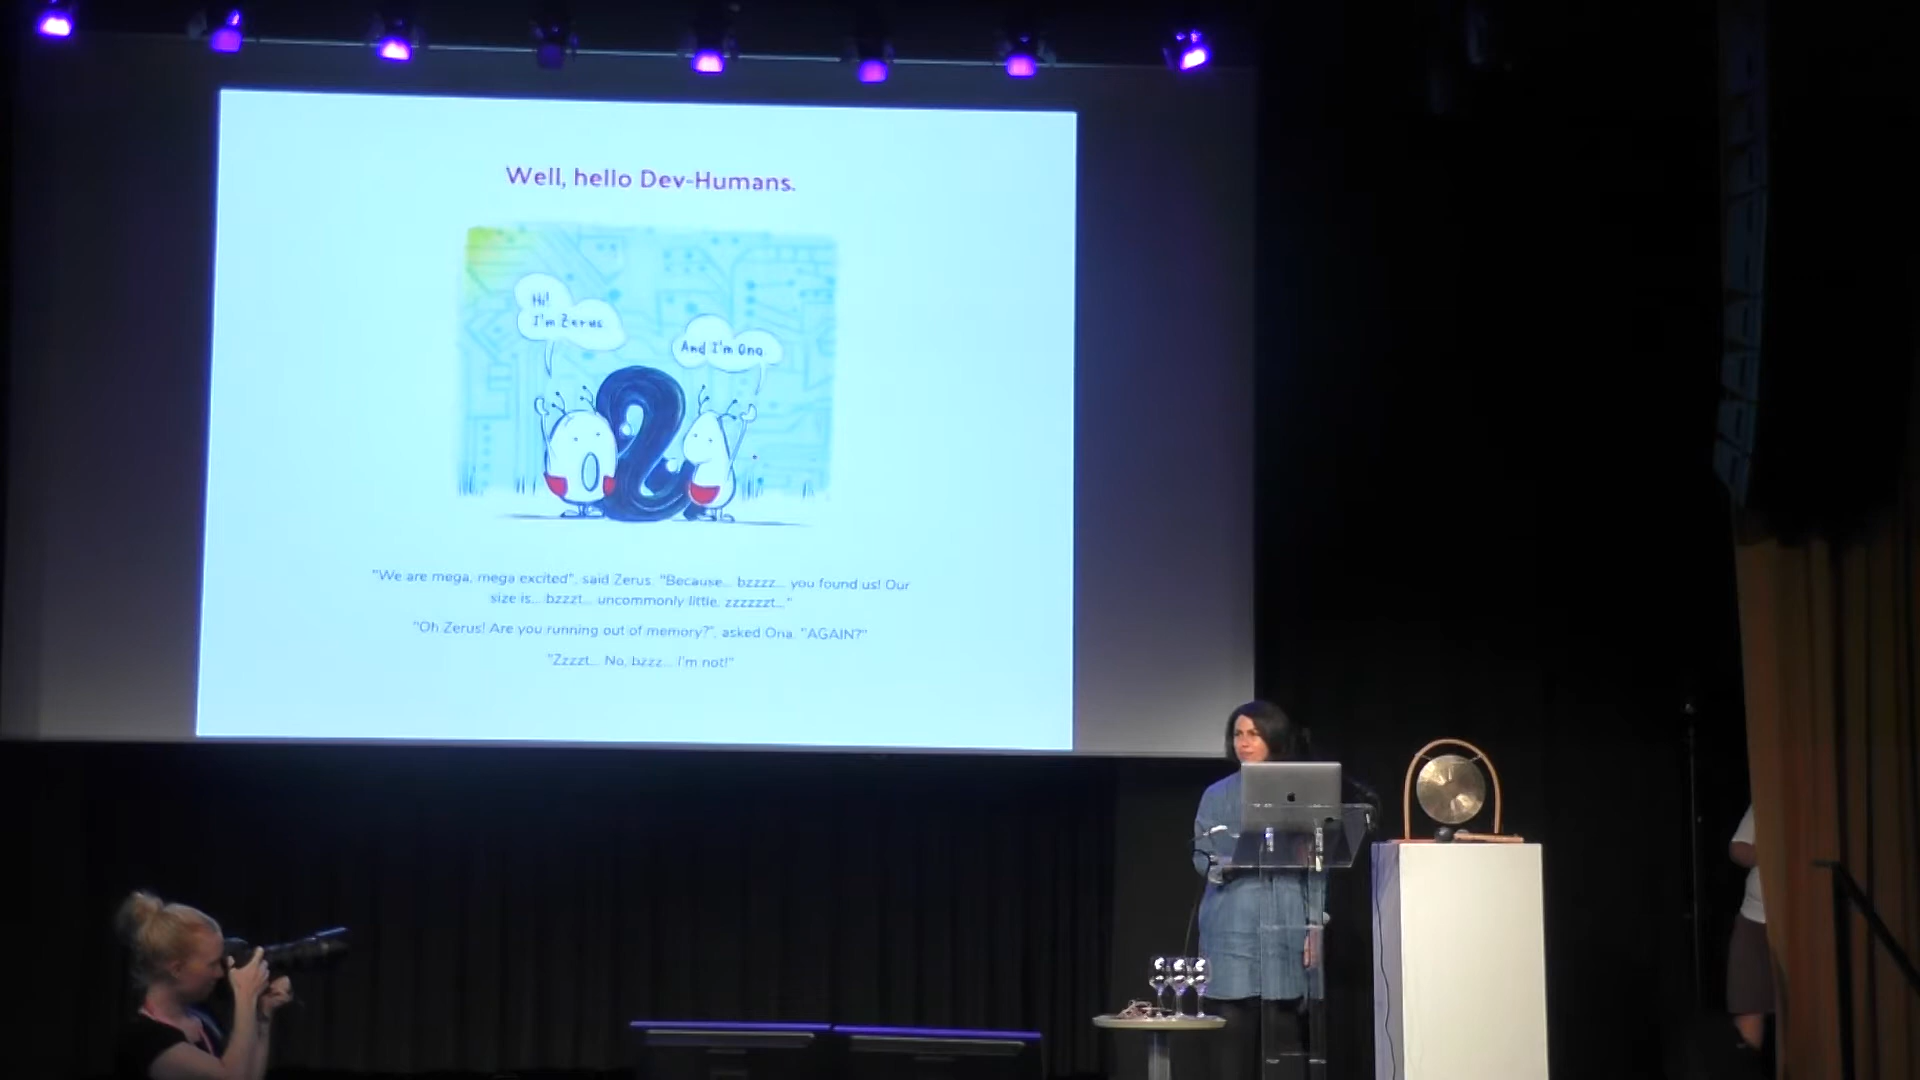 Well, hello Dev-Humans.
Hi!
I'm Zerus
And I'm Ona.
"We are mega, mega excited", said Zerus. "Because... bzzzz... you found us! Our
size is... bzzzt... uncommonly little, zzzzzzt..."
"Oh Zerus! Are you running out of memory?", asked Ona. "AGAIN?"
"Zzzzt... No, bzzz... I'm not!"